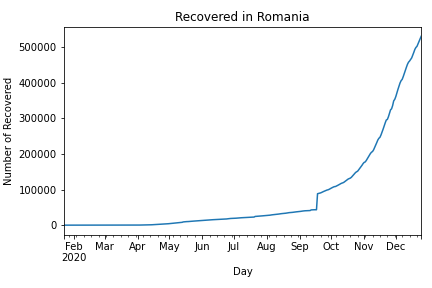 Recovered in Romania
500000
400000
300000
200000
100000
0
Number of Recovered
Feb Mar Apr May Jun Jul Aug Sep Oct Nov Dec
2020
Day